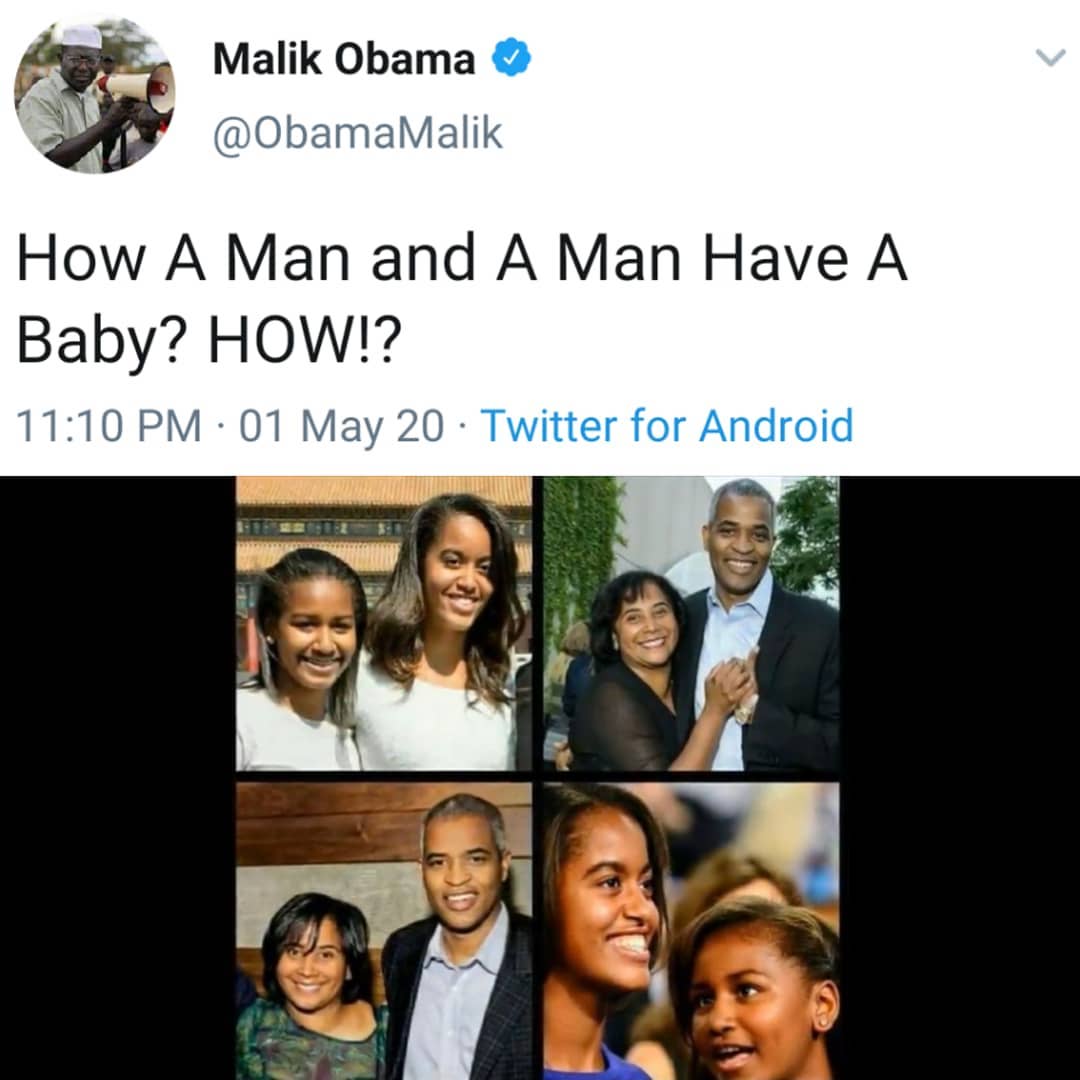 Malik Obama
@ObamaMalik
How A Man and A Man Have A
Baby? HOW!?
11:10 PM · 01 May 20 · Twitter for Android